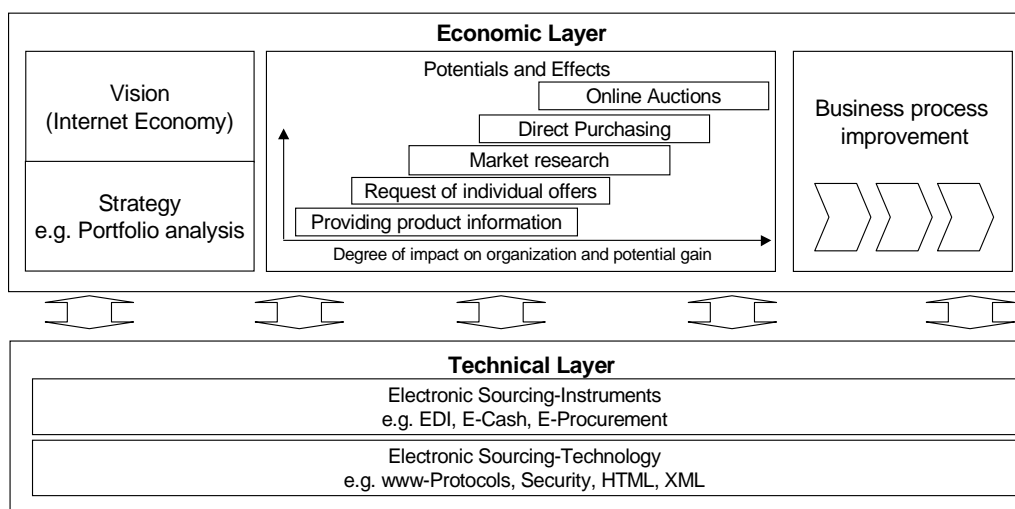 Economic Layer
Vision
(Internet Economy)
Strategy
e.g. Portfolio analysis
Potentials and Effects
Online Auctions
Direct Purchasing
Market research
Request of individual offers
Providing product information
Degree of impact on organization and potential gain
Business process
improvement
Technical Layer
Electronic Sourcing-Instruments
e.g. EDI, E-Cash, E-Procurement
Electronic Sourcing-Technology
e.g. www-Protocols, Security, HTML, XML